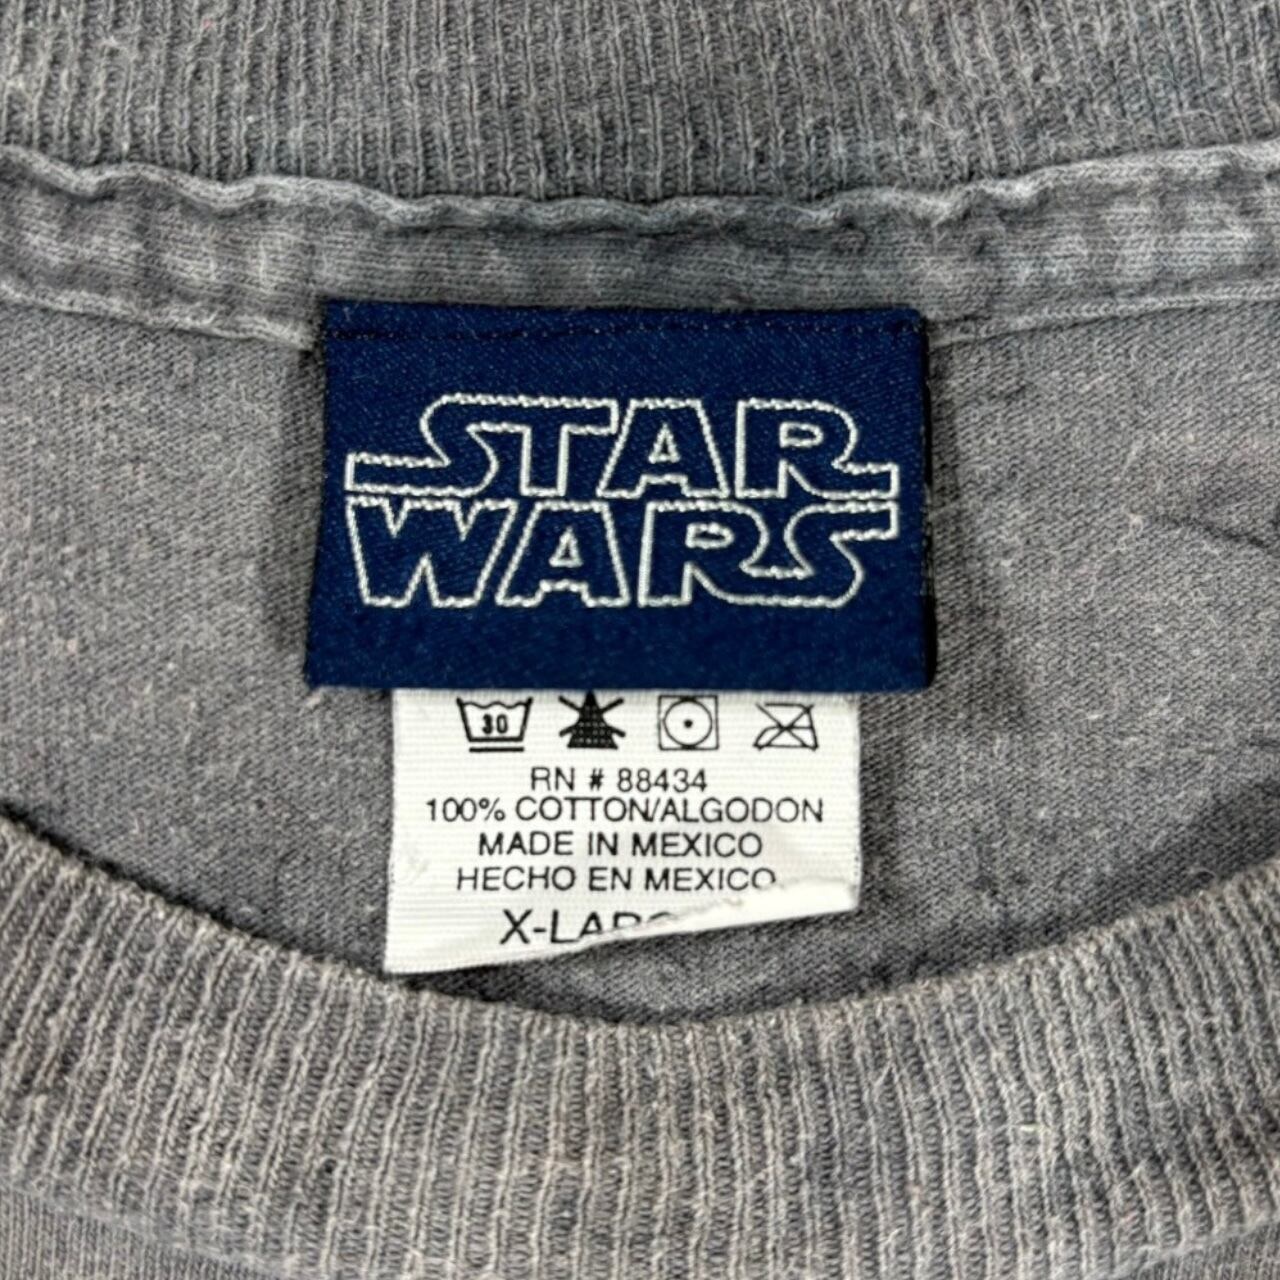 STAR
WARS
30
RN # 88434
100% COTTON/ALGODON
MADE IN MEXICO
HECHO EN MEXICO